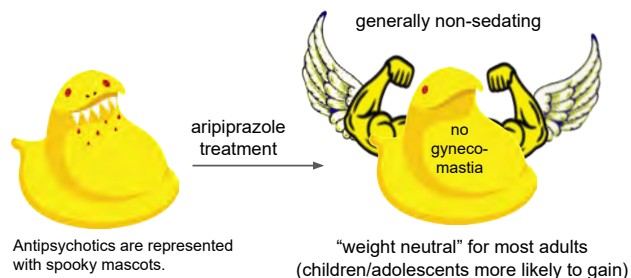 generally non-sedating
aripiprazole
treatment
no
gyneco-
mastia
Antipsychotics are represented
with spooky mascots.
“weight neutral” for most adults
(children/adolescents more likely to gain)